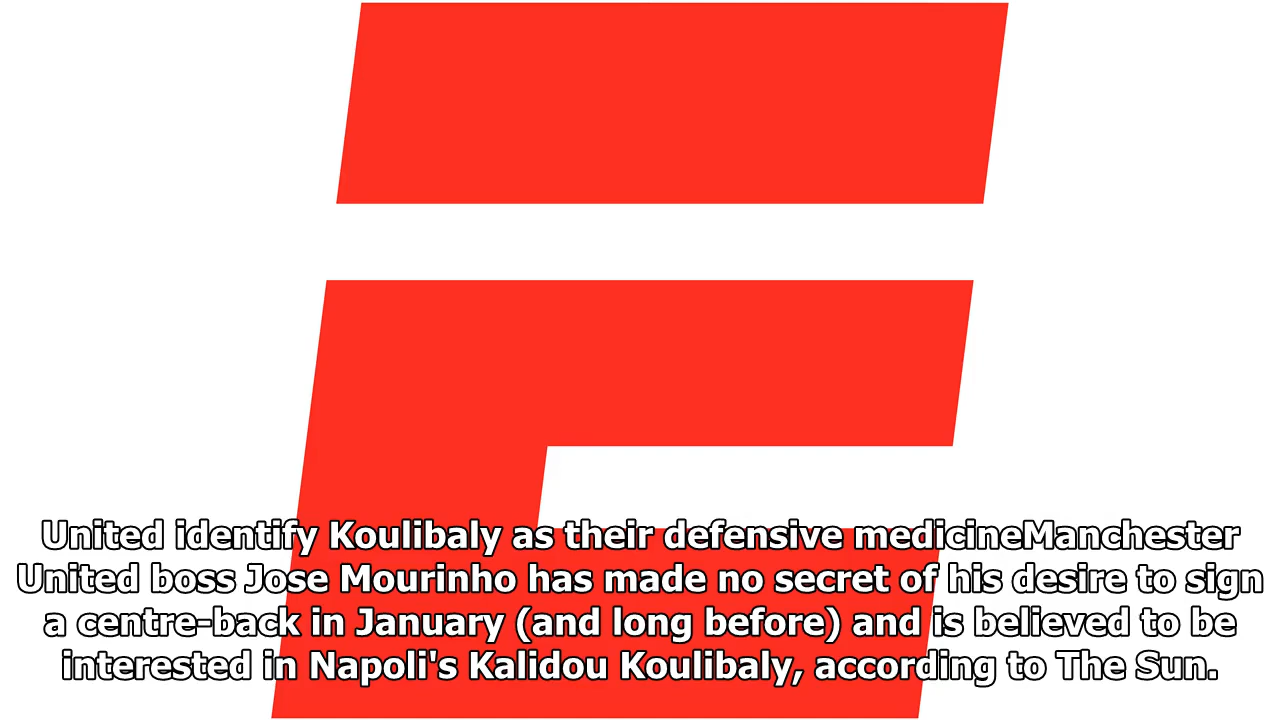 United identify Koulibaly as their defensive medicineManchester
United boss Jose Mourinho has made no secret of his desire to sign
a centre-back in January (and long before) and is believed to be
interested in Napoli's Kalidou Koulibaly, according to The Sun.